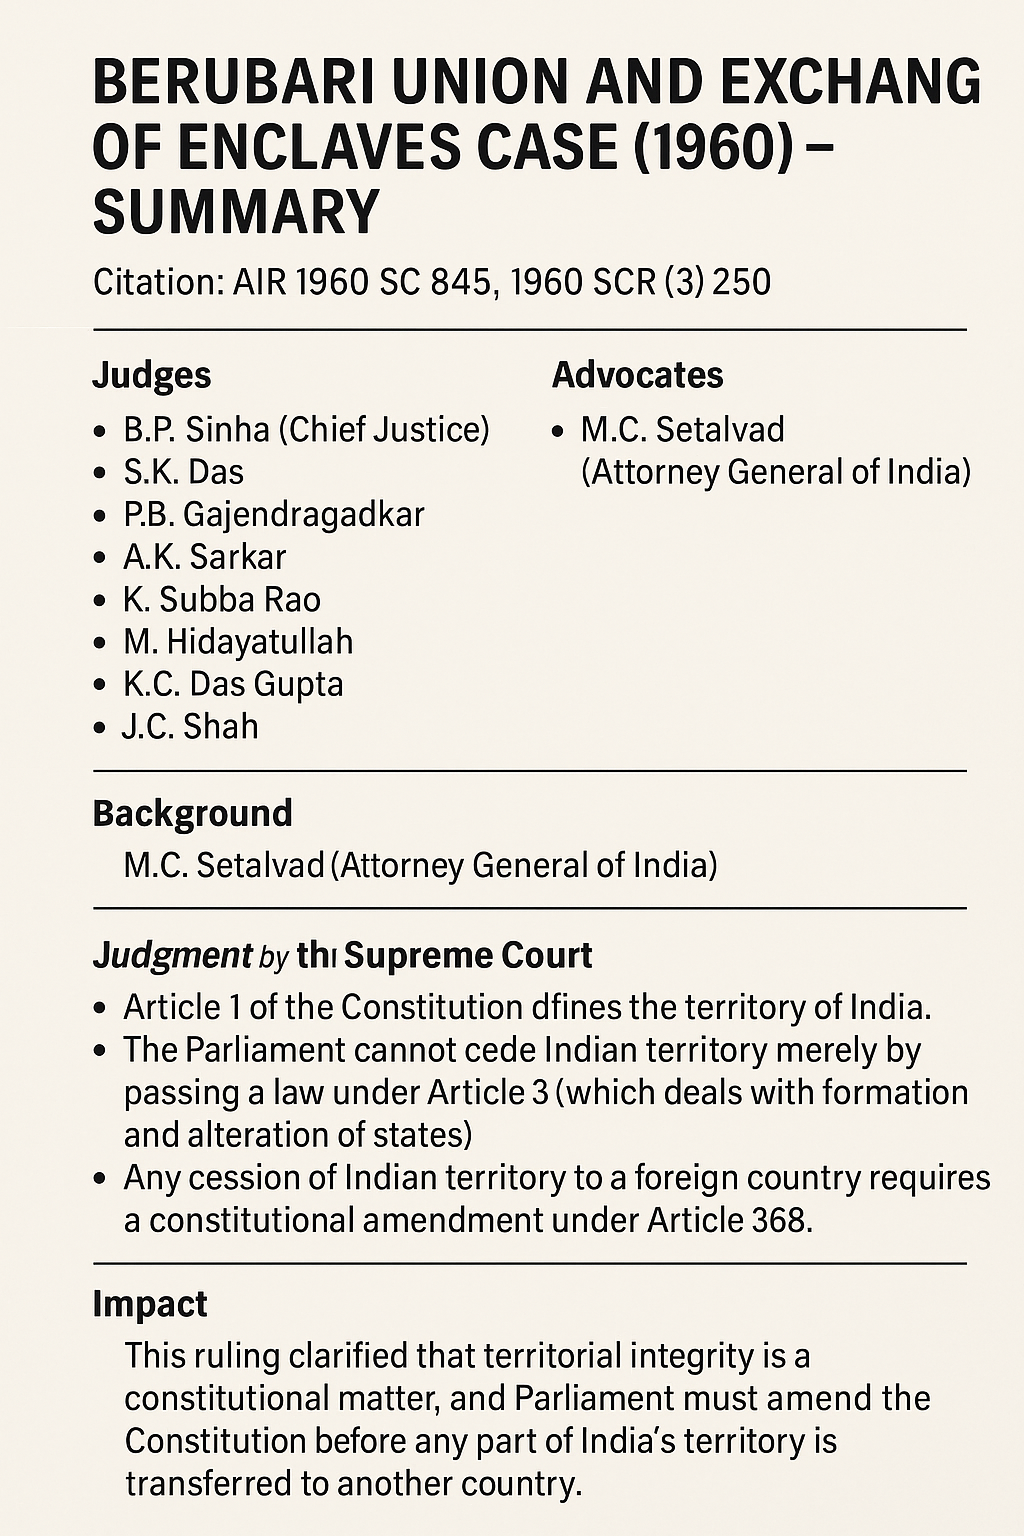 BERUBARI UNION AND EXCHANG
OF ENCLAVES CASE (1960) –
SUMMARY
Citation: AIR 1960 SC 845, 1960 SCR (3) 250
Judges
• B.P. Sinha (Chief Justice)
• S.K. Das
• P.B. Gajendragadkar
• A.K. Sarkar
• K. Subba Rao
• M. Hidayatullah
• K.C. Das Gupta
• J.C. Shah
Advocates
• M.C. Setalvad
(Attorney General of India)
Background
M.C. Setalvad (Attorney General of India)
Judgment by th Supreme Court
• Article 1 of the Constitution dfines the territory of India.
• The Parliament cannot cede Indian territory merely by
passing a law under Article 3 (which deals with formation
and alteration of states)
• Any cession of Indian territory to a foreign country requires
a constitutional amendment under Article 368.
Impact
This ruling clarified that territorial integrity is a
constitutional matter, and Parliament must amend the
Constitution before any part of India’s territory is
transferred to another country.